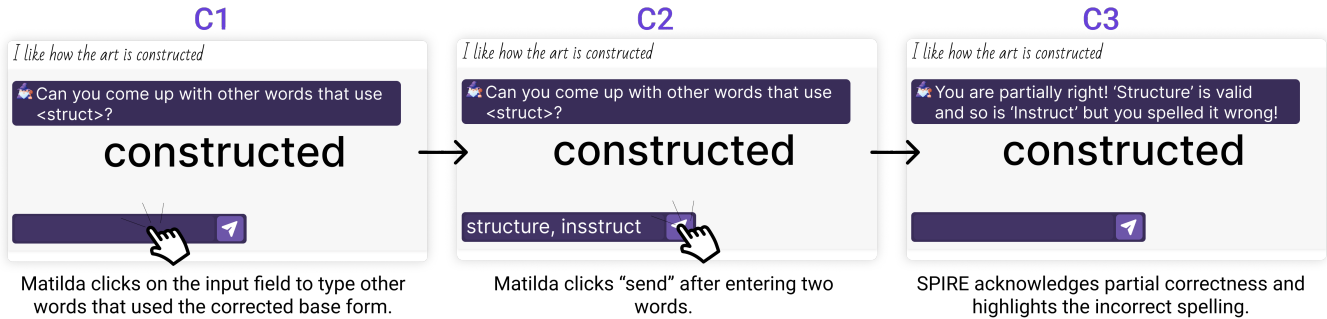 C1
I like how the art is constructed
Can you come up with other words that use
<struct>?
constructed
Matilda clicks on the input field to type other
words that used the corrected base form.
C2
I like how the art is constructed
Can you come up with other words that use
<struct>?
constructed
structure, insstruct
Matilda clicks “send” after entering two
words.
C3
I like how the art is constructed
You are partially right! ‘Structure’ is valid
and so is ‘Instruct’ but you spelled it wrong!
constructed
SPIRE acknowledges partial correctness and
highlights the incorrect spelling.